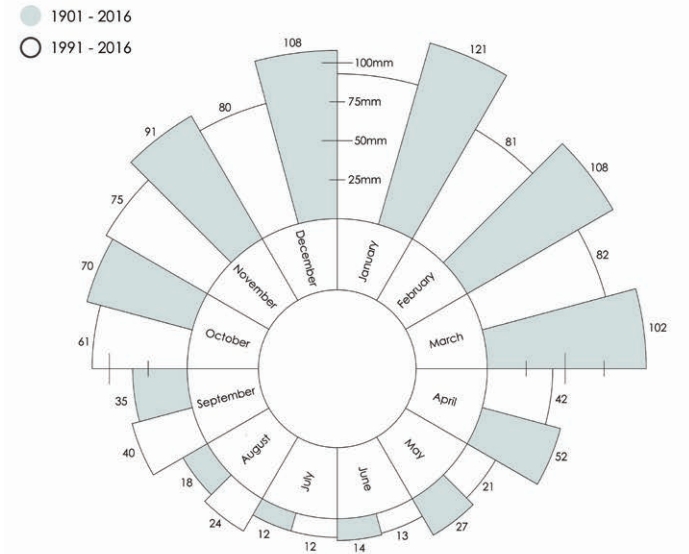 1901 - 2016
1991 - 2016
108
100mm
75mm
50mm
25mm
121
81
108
82
102
42
52
21
27
13
14
12
12
24
18
40
35
61
70
75
91
80
January
February
March
April
May
June
July
August
September
October
November
December